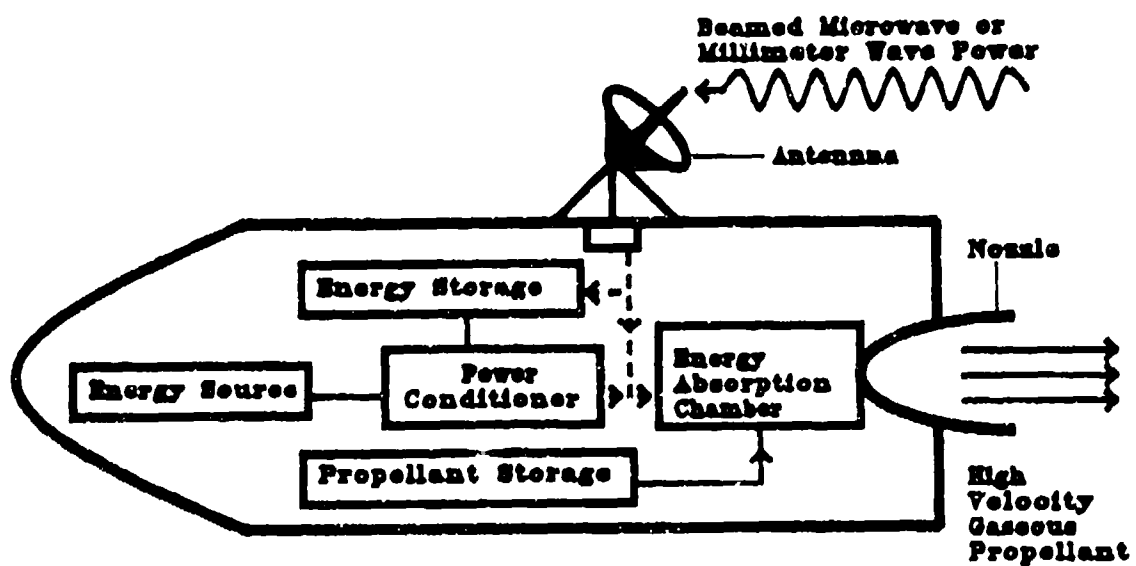 Beamed Microwave or
Millimeter Wave Power
Antennna
Nozzle
Energy Storage
Energy Source
Power
Conditioner
Energy
Absorption
Chamber
Propellant Storage
High
Velocity
Gaseous
Propellant